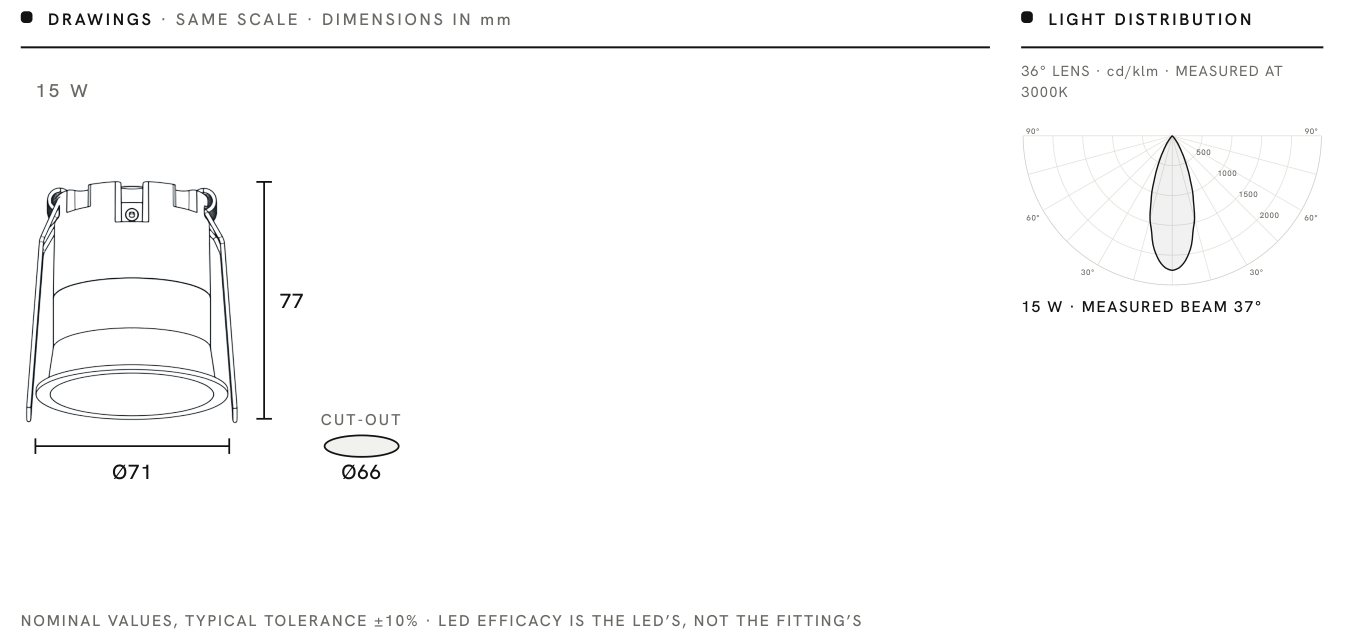 DRAWINGS · SAME SCALE · DIMENSIONS IN mm
15 W
77
CUT-OUT
Ø71
Ø66
LIGHT DISTRIBUTION
36° LENS · cd/klm · MEASURED AT
3000K
90°
90°
500
1000
1500
2000
60°
60°
30°
30°
15 W · MEASURED BEAM 37°
NOMINAL VALUES, TYPICAL TOLERANCE ±10% · LED EFFICACY IS THE LED’S, NOT THE FITTING’S